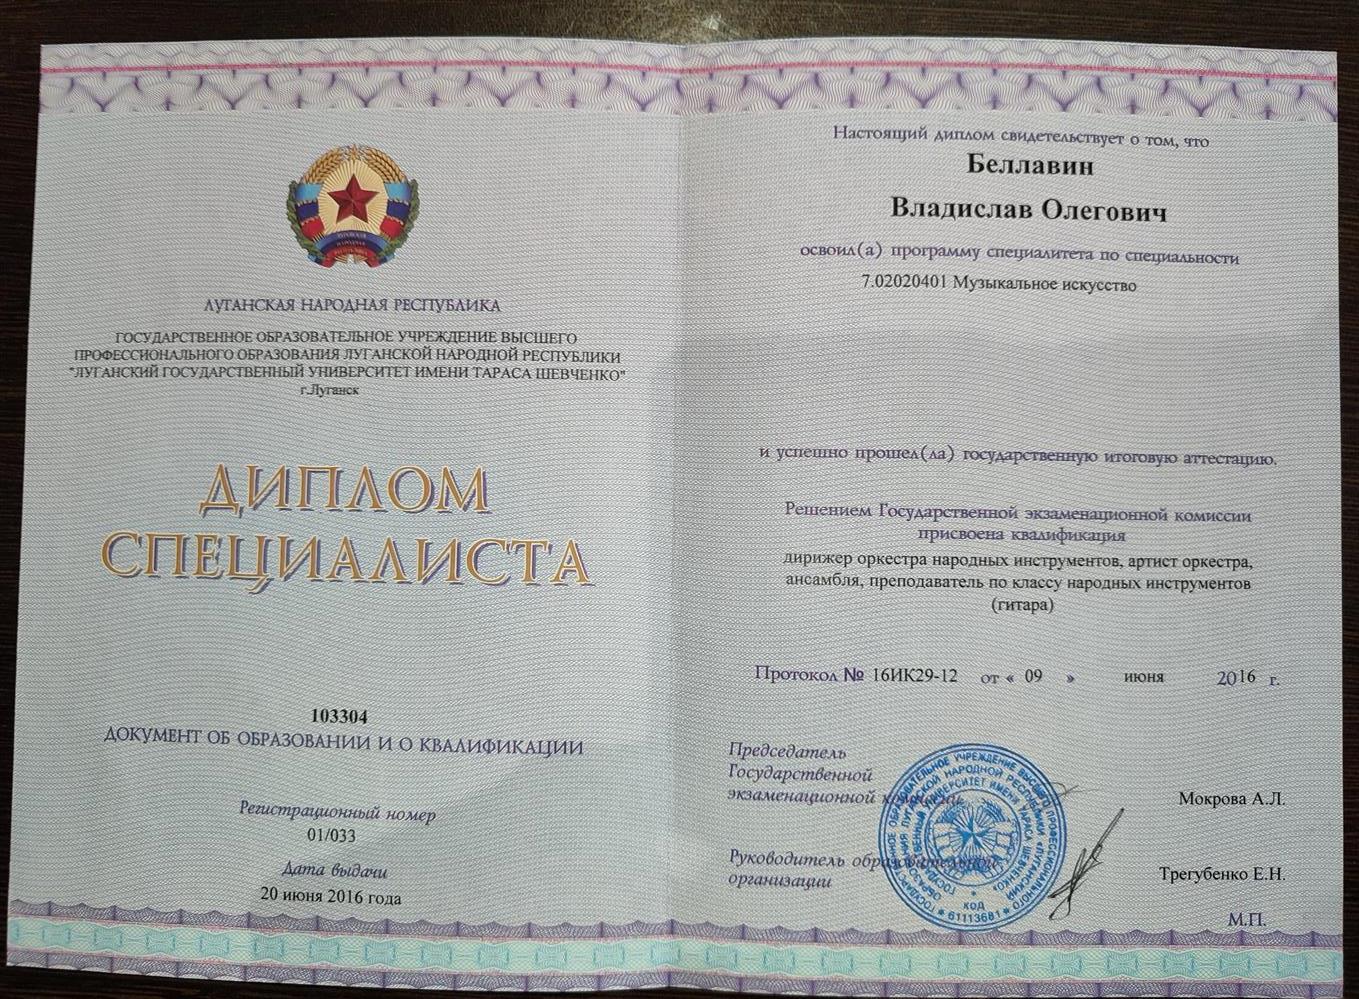 ЛУГАНСКАЯ НАРОДНАЯ РЕСПУБЛИКА
ГОСУДАРСТВЕННОЕ ОБРАЗОВАТЕЛЬНОЕ УЧРЕЖДЕНИЕ ВЫСШЕГО
ПРОФЕССИОНАЛЬНОГО ОБРАЗОВАНИЯ ЛУГАНСКОЙ НАРОДНОЙ РЕСПУБЛИКИ
"ЛУГАНСКИЙ ГОСУДАРСТВЕННЫЙ УНИВЕРСИТЕТ ИМЕНИ ТАРАСА ШЕВЧЕНКО"
г.Луганск
ДИПЛОМ
СПЕЦИАЛИСТА
103304
ДОКУМЕНТ ОБ ОБРАЗОВАНИИ И О КВАЛИФИКАЦИИ
Регистрационный номер
01/033
Дата выдачи
20 июня 2016 года
Настоящий диплом свидетельствует о том, что
Беллавин
Владислав Олегович
освоил(а) программу специалитета по специальности
7.02020401 Музыкальное искусство
и успешно прошел(ла) государственную итоговую аттестацию.
Решением Государственной экзаменационной комиссии
присвоена квалификация
дирижер оркестра народных инструментов, артист оркестра,
ансамбля, преподаватель по классу народных инструментов
(гитара)
Протокол № 16ИК29-12 от « 09 » июня 2016 г.
Председатель
Государственной
экзаменационной комиссии
Мокрова А.Л.
Руководитель образовательной
организации
Трегубенко Е.Н.
М.П.
КОД
* 61113681 *